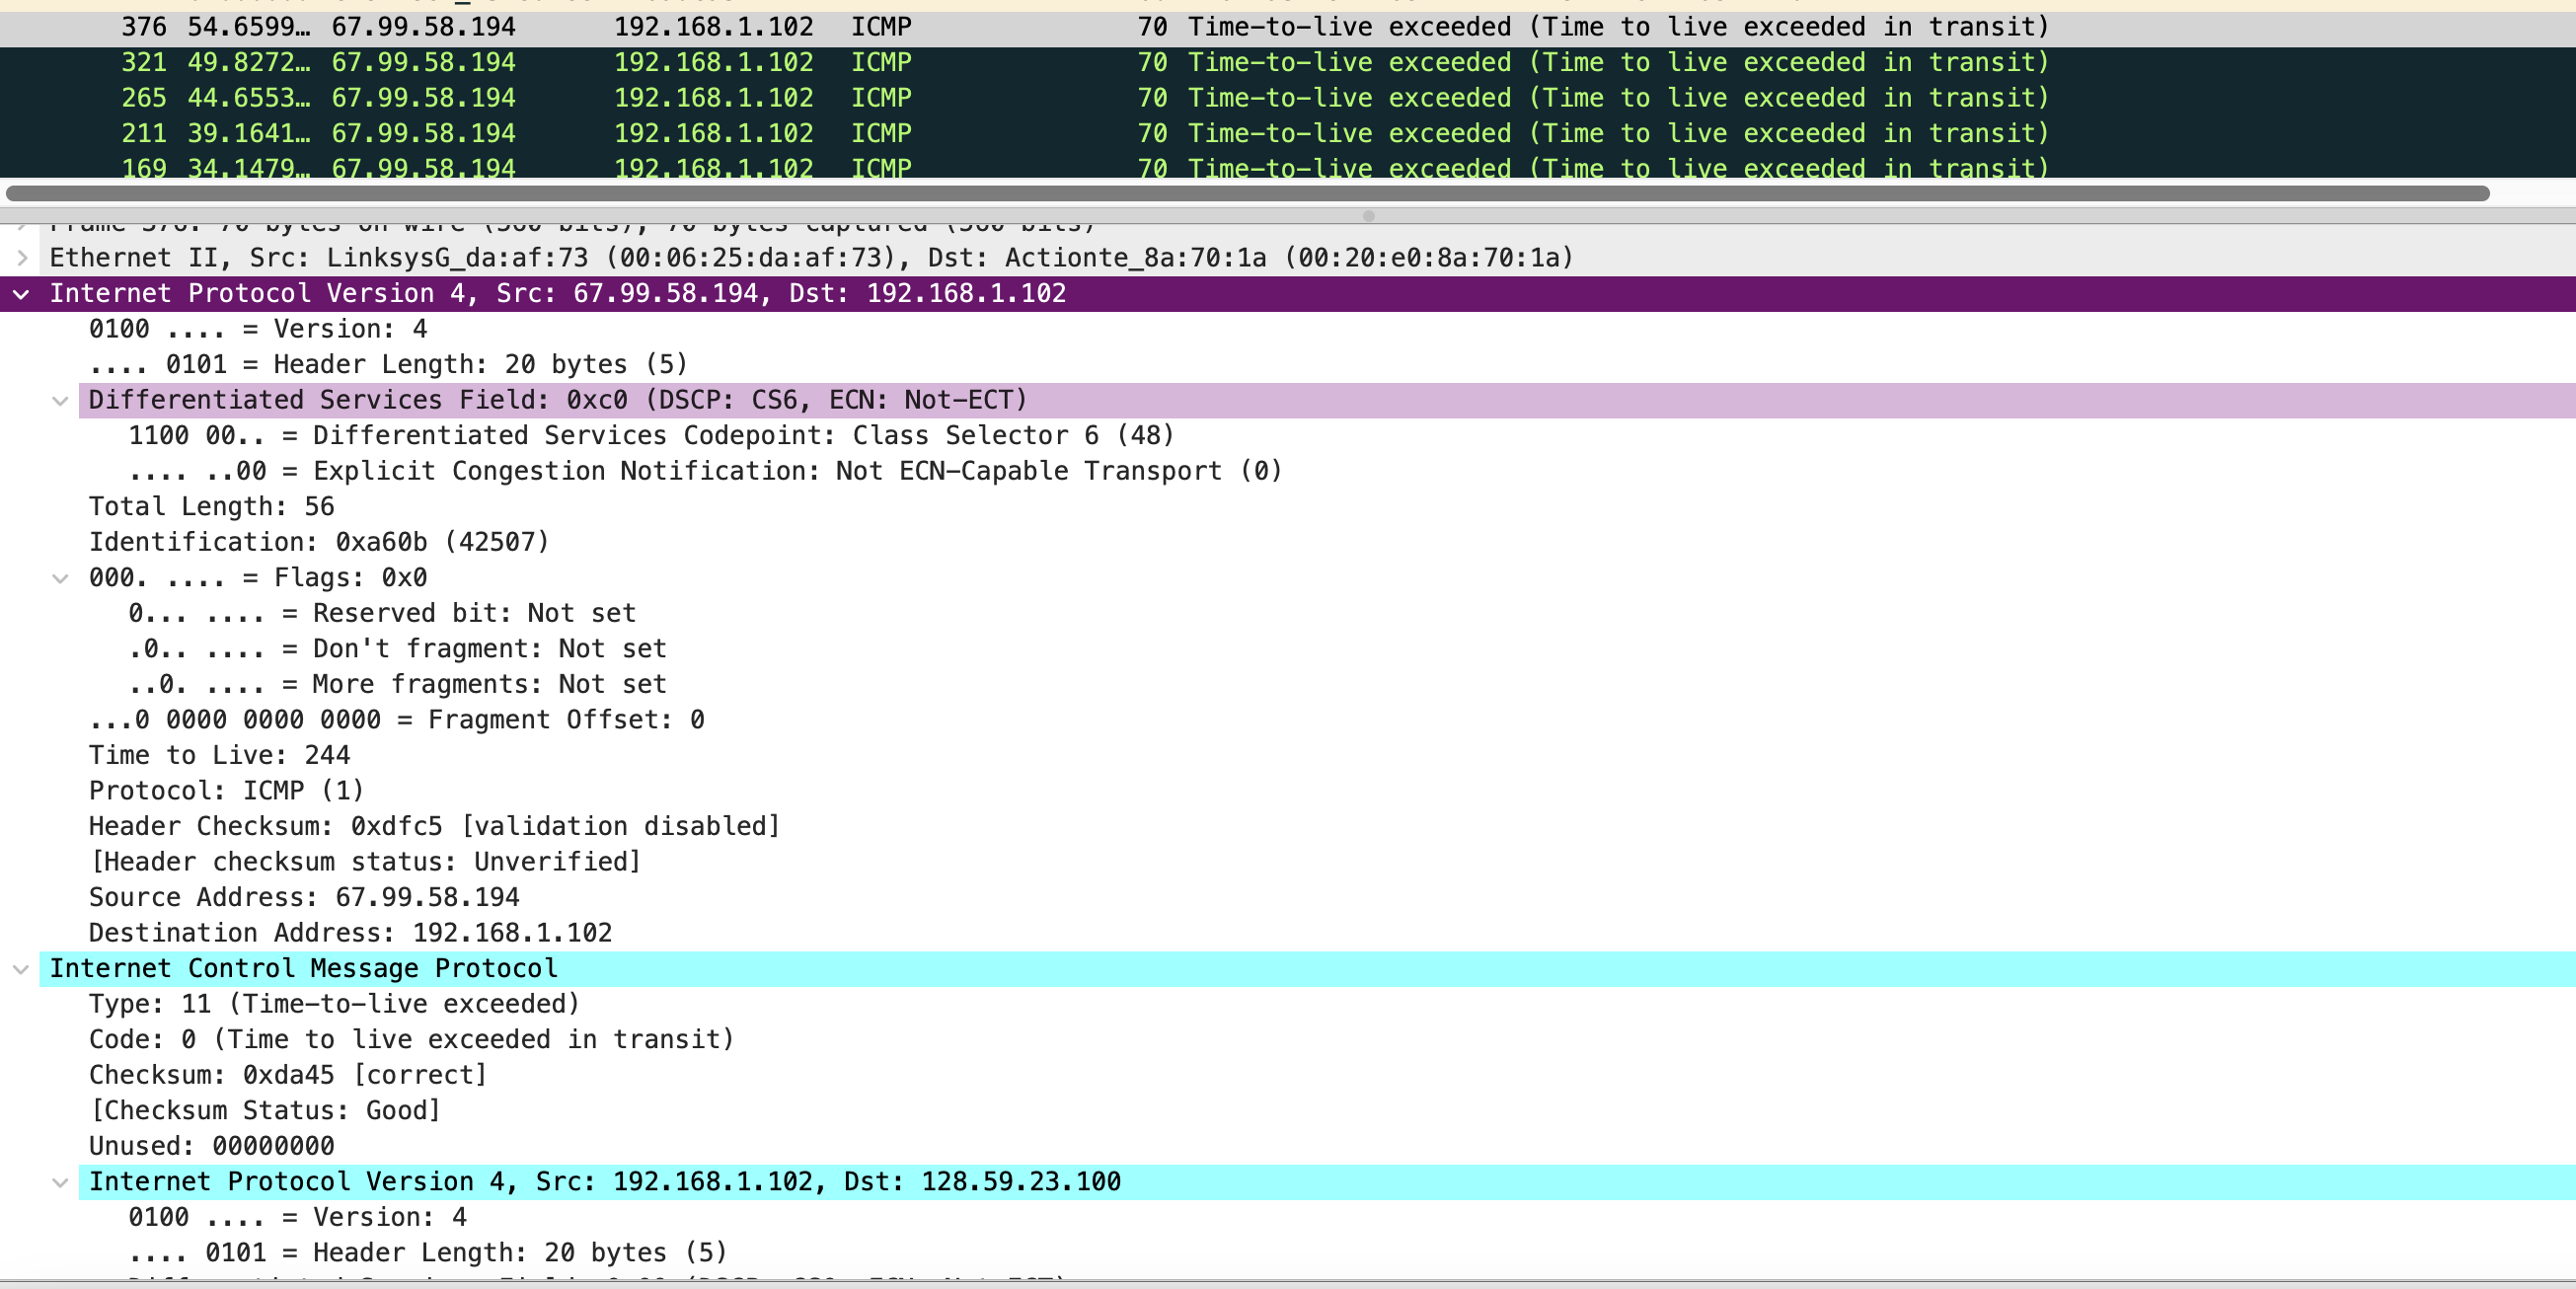 376 54.6599… 67.99.58.194 192.168.1.102 ICMP 70 Time-to-live exceeded (Time to live exceeded in transit)
321 49.8272… 67.99.58.194 192.168.1.102 ICMP 70 Time-to-live exceeded (Time to live exceeded in transit)
265 44.6553… 67.99.58.194 192.168.1.102 ICMP 70 Time-to-live exceeded (Time to live exceeded in transit)
211 39.1641… 67.99.58.194 192.168.1.102 ICMP 70 Time-to-live exceeded (Time to live exceeded in transit)
169 34.1479… 67.99.58.194 192.168.1.102 ICMP 70 Time-to-live exceeded (Time to live exceeded in transit)
Frame 376: 70 bytes on wire (560 bits), 70 bytes captured (560 bits)
Ethernet II, Src: LinksysG_da:af:73 (00:06:25:da:af:73), Dst: Actionte_8a:70:1a (00:20:e0:8a:70:1a)
Internet Protocol Version 4, Src: 67.99.58.194, Dst: 192.168.1.102
0100 .... = Version: 4
.... 0101 = Header Length: 20 bytes (5)
Differentiated Services Field: 0xc0 (DSCP: CS6, ECN: Not-ECT)
1100 00.. = Differentiated Services Codepoint: Class Selector 6 (48)
.... ..00 = Explicit Congestion Notification: Not ECN-Capable Transport (0)
Total Length: 56
Identification: 0xa60b (42507)
000. .... = Flags: 0x0
0... .... = Reserved bit: Not set
.0.. .... = Don't fragment: Not set
..0. .... = More fragments: Not set
...0 0000 0000 0000 = Fragment Offset: 0
Time to Live: 244
Protocol: ICMP (1)
Header Checksum: 0xdfc5 [validation disabled]
[Header checksum status: Unverified]
Source Address: 67.99.58.194
Destination Address: 192.168.1.102
Internet Control Message Protocol
Type: 11 (Time-to-live exceeded)
Code: 0 (Time to live exceeded in transit)
Checksum: 0xda45 [correct]
[Checksum Status: Good]
Unused: 00000000
Internet Protocol Version 4, Src: 192.168.1.102, Dst: 128.59.23.100
0100 .... = Version: 4
.... 0101 = Header Length: 20 bytes (5)